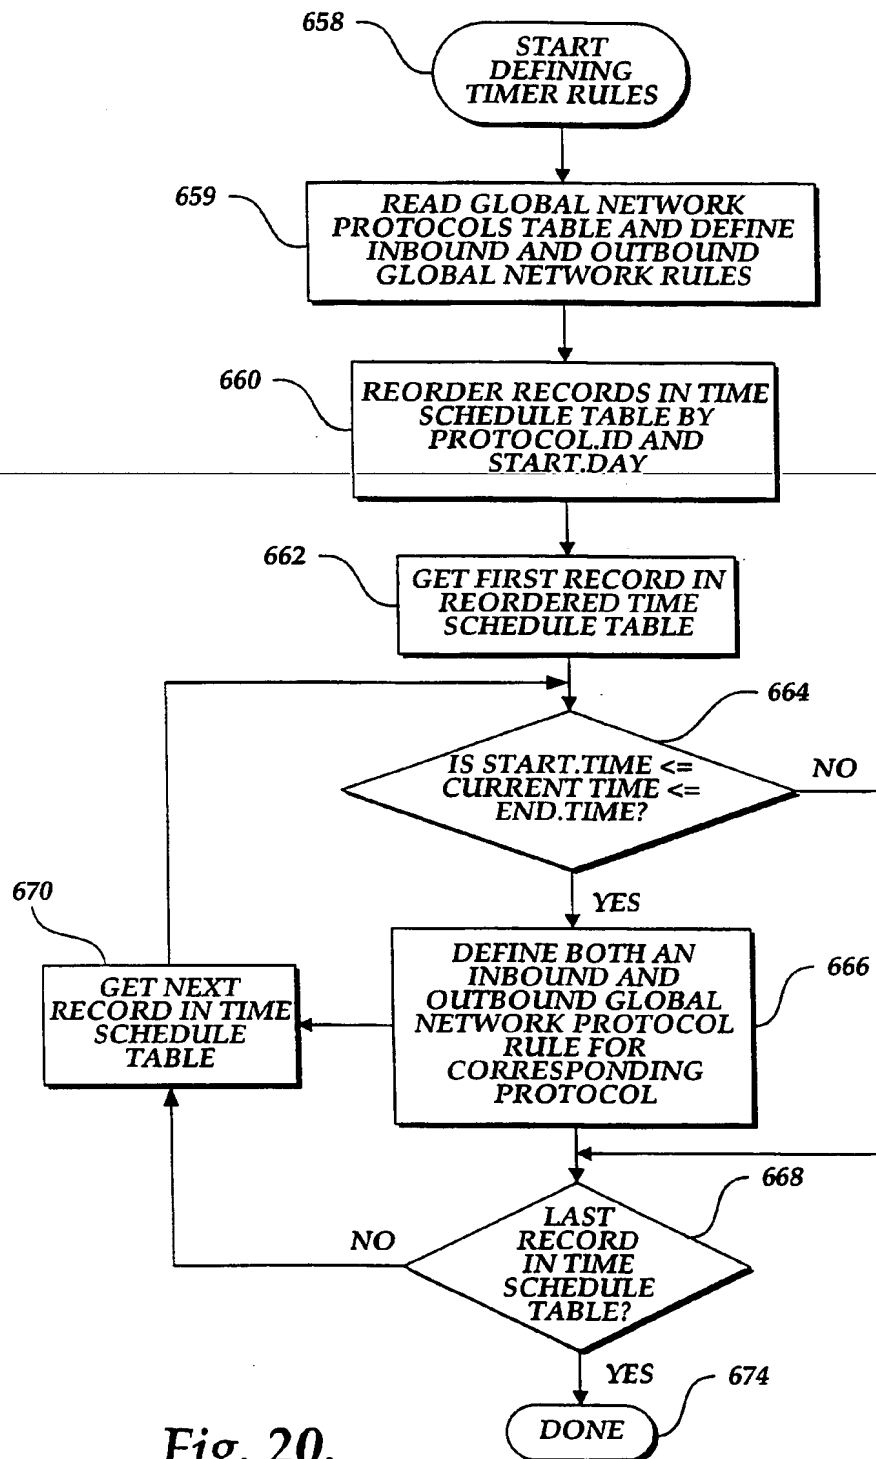 658
START
DEFINING
TIMER RULES
659
READ GLOBAL NETWORK
PROTOCOLS TABLE AND DEFINE
INBOUND AND OUTBOUND
GLOBAL NETWORK RULES
660
REORDER RECORDS IN TIME
SCHEDULE TABLE BY
PROTOCOL.ID AND
START.DAY
662
GET FIRST RECORD IN
REORDERED TIME
SCHEDULE TABLE
664
IS START.TIME <=
CURRENT TIME <=
END.TIME?
NO
YES
670
GET NEXT
RECORD IN TIME
SCHEDULE
TABLE
DEFINE BOTH AN
INBOUND AND
OUTBOUND GLOBAL
NETWORK PROTOCOL
RULE FOR
CORRESPONDING
PROTOCOL
666
668
LAST
RECORD
IN TIME
SCHEDULE
TABLE?
NO
YES
674
DONE
Fig. 20.